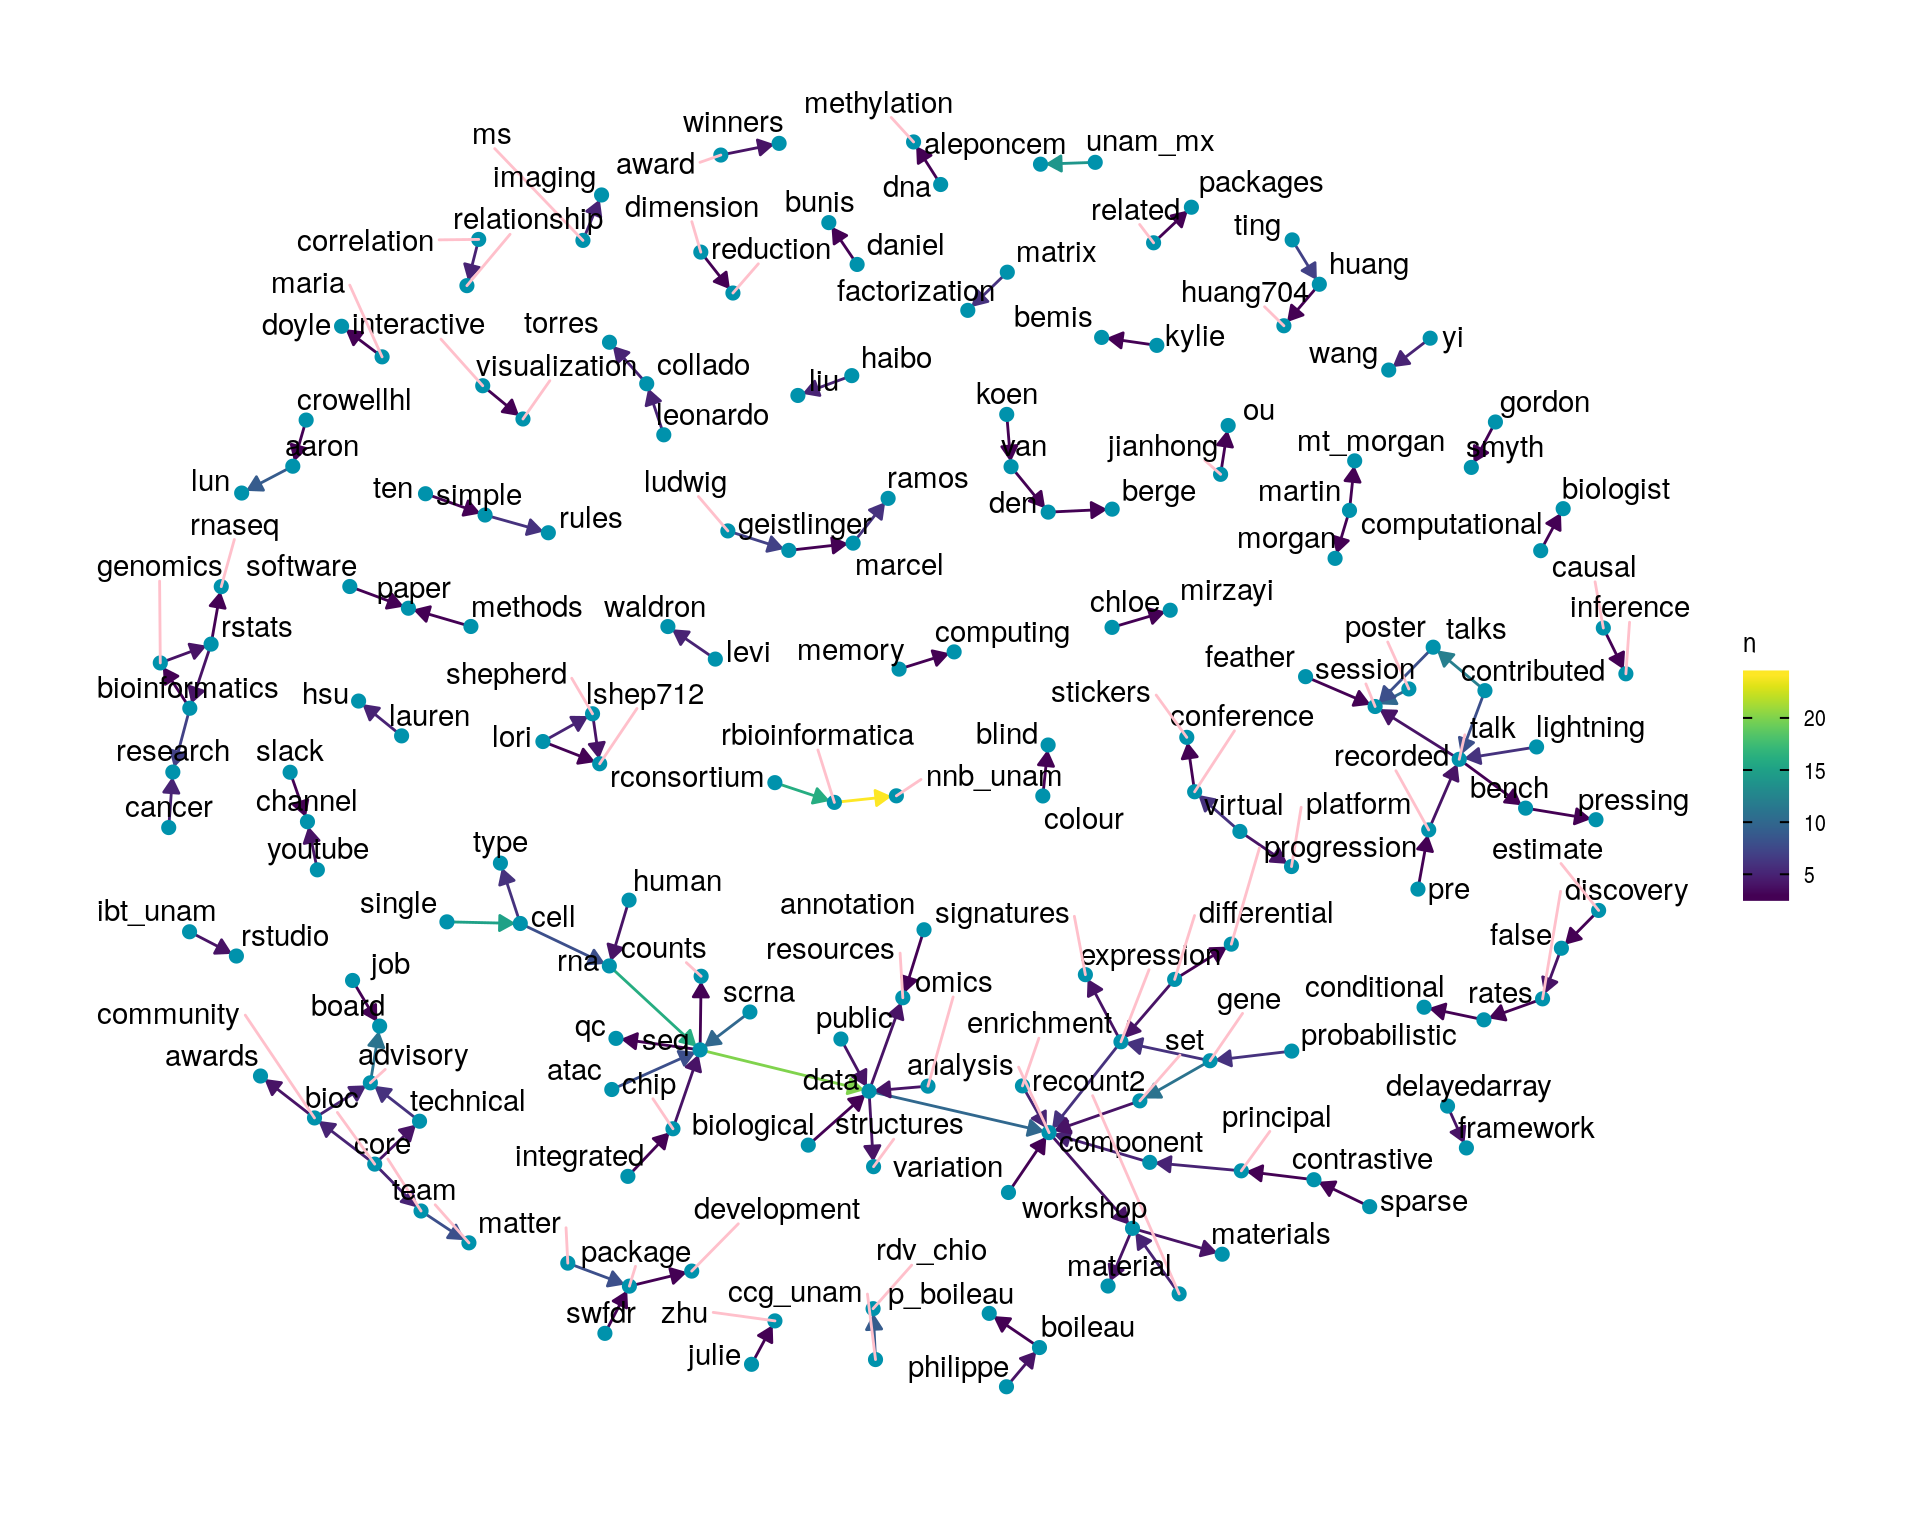 methylation
winners
ms
aleponcem
unam_mx
award
imaging
packages
dna
bunis
dimension
related
relationship
ting
correlation
daniel
reduction
matrix
huang
maria
factorization
huang704
doyle
interactive
torres
bemis
kylie
yi
wang
visualization
collado
haibo
liu
crowellhl
koen
gordon
leonardo
ou
aaron
van
jianhong
mt_morgan
smyth
lun
ten
simple
ludwig
ramos
den
berge
martin
biologist
rnaseq
rules
geistlinger
computational
morgan
genomics
software
marcel
causal
paper
methods
waldron
chloe
mirzayi
inference
rstats
poster
talks
computing
memory
levi
feather
session
contributed
shepherd
bioinformatics
hsu
lshep712
stickers
lauren
conference
talk
lightning
lori
rbioinformatica
blind
research
slack
recorded
rconsortium
nnb_unam
bench
cancer
channel
virtual
platform
pressing
colour
type
youtube
progression
estimate
human
pre
discovery
single
cell
annotation
ibt_unam
signatures
differential
rstudio
counts
resources
false
job
rna
expression
omics
scrna
conditional
rates
board
gene
community
qc
seq
public
enrichment
set
probabilistic
awards
advisory
atac
chip
data
analysis
recount2
delayedarray
bioc
technical
biological
structures
principal
framework
core
integrated
component
variation
contrastive
team
workshop
sparse
matter
development
materials
package
rdv_chio
material
swfdr
zhu
ccg_unam
p_boileau
boileau
julie
philippe
n
20
15
10
5